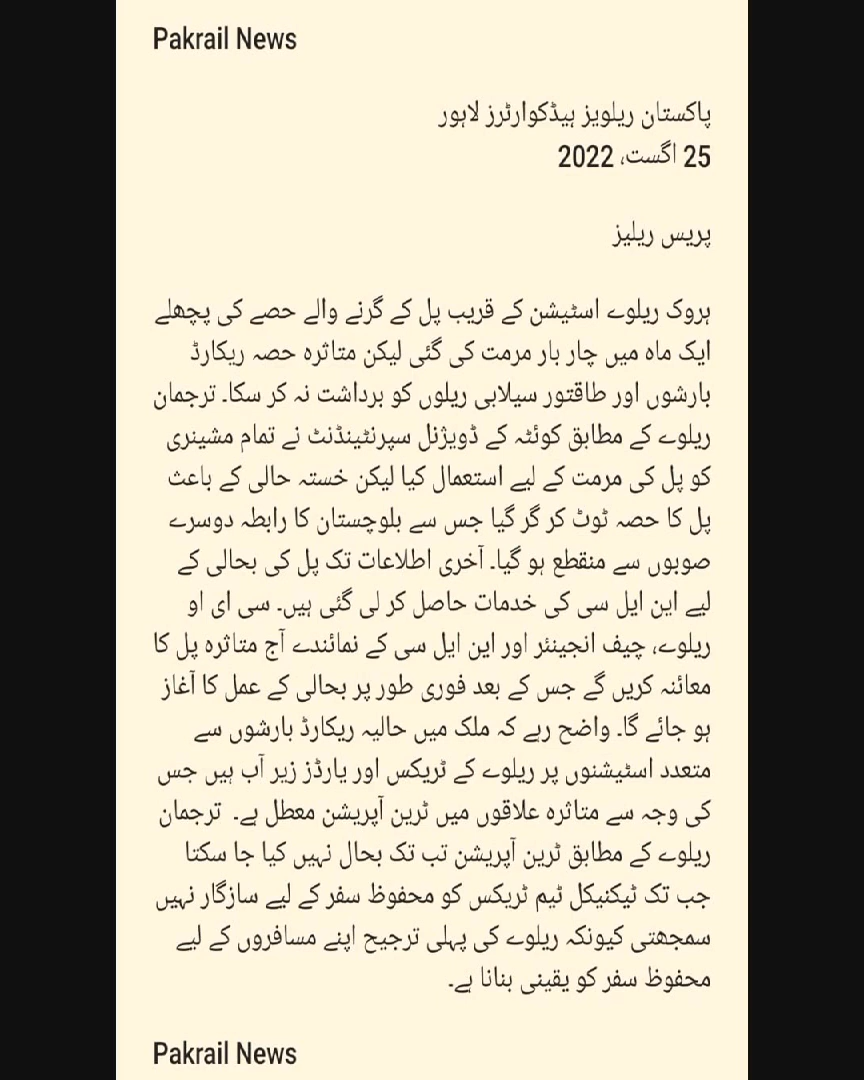 Pakrail News
پاکستان ریلویز ہیڈکوارٹرز لاہور
25 اگست، 2022
پریس ریلیز
ہروک ریلوے اسٹیشن کے قریب پل کے گرنے والے حصے کی پچھلے
ایک ماہ میں چار بار مرمت کی گئی لیکن متاثرہ حصہ ریکارڈ
بارشوں اور طاقتور سیلابی ریلوں کو برداشت نہ کر سکا۔ ترجمان
ریلوے کے مطابق کوئٹہ کے ڈویژنل سپرنٹینڈنٹ نے تمام مشینری
کو پل کی مرمت کے لیے استعمال کیا لیکن خستہ حالی کے باعث
پل کا حصہ ٹوٹ کر گر گیا جس سے بلوچستان کا رابطہ دوسرے
صوبوں سے منقطع ہو گیا۔ آخری اطلاعات تک پل کی بحالی کے
لیے این ایل سی کی خدمات حاصل کر لی گئی ہیں۔ سی ای او
ریلوے، چیف انجینئر اور این ایل سی کے نمائندے آج متاثرہ پل کا
معائنہ کریں گے جس کے بعد فوری طور پر بحالی کے عمل کا آغاز
ہو جائے گا۔ واضح رہے کہ ملک میں حالیہ ریکارڈ بارشوں سے
متعدد اسٹیشنوں پر ریلوے کے ٹریکس اور یارڈز زیر آب ہیں جس
کی وجہ سے متاثرہ علاقوں میں ٹرین آپریشن معطل ہے۔ ترجمان
ریلوے کے مطابق ٹرین آپریشن تب تک بحال نہیں کیا جا سکتا
جب تک ٹیکنیکل ٹیم ٹریکس کو محفوظ سفر کے لیے سازگار نہیں
سمجھتی کیونکہ ریلوے کی پہلی ترجیح اپنے مسافروں کے لیے
محفوظ سفر کو یقینی بنانا ہے۔
Pakrail News